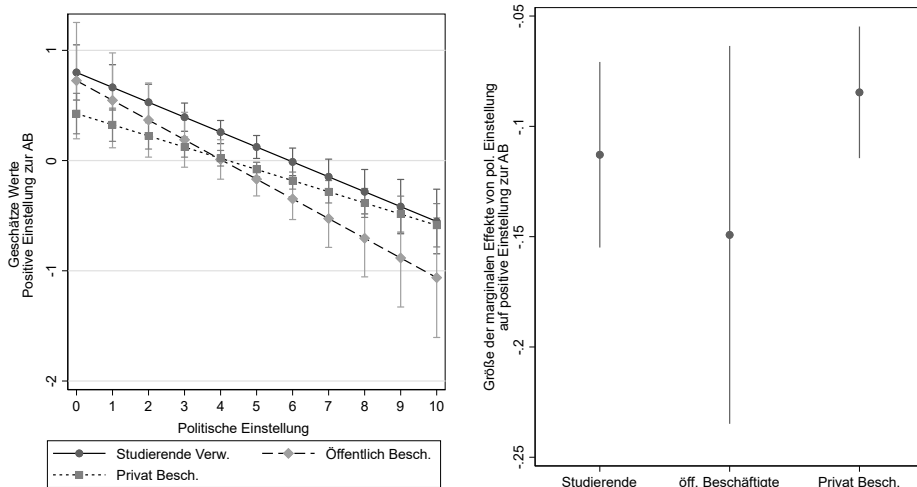 Geschätze Werte
Positive Einstellung zur AB
1
0
-1
-2
0 1 2 3 4 5 6 7 8 9 10
Politische Einstellung
Studierende Verw.
Öffentlich Besch.
Privat Besch.
Größe der marginalen Effekte von pol. Einstellung
auf positive Einstellung zur AB
-.05
-.1
-.15
-.2
-.25
Studierende öff. Beschäftigte Privat Besch.